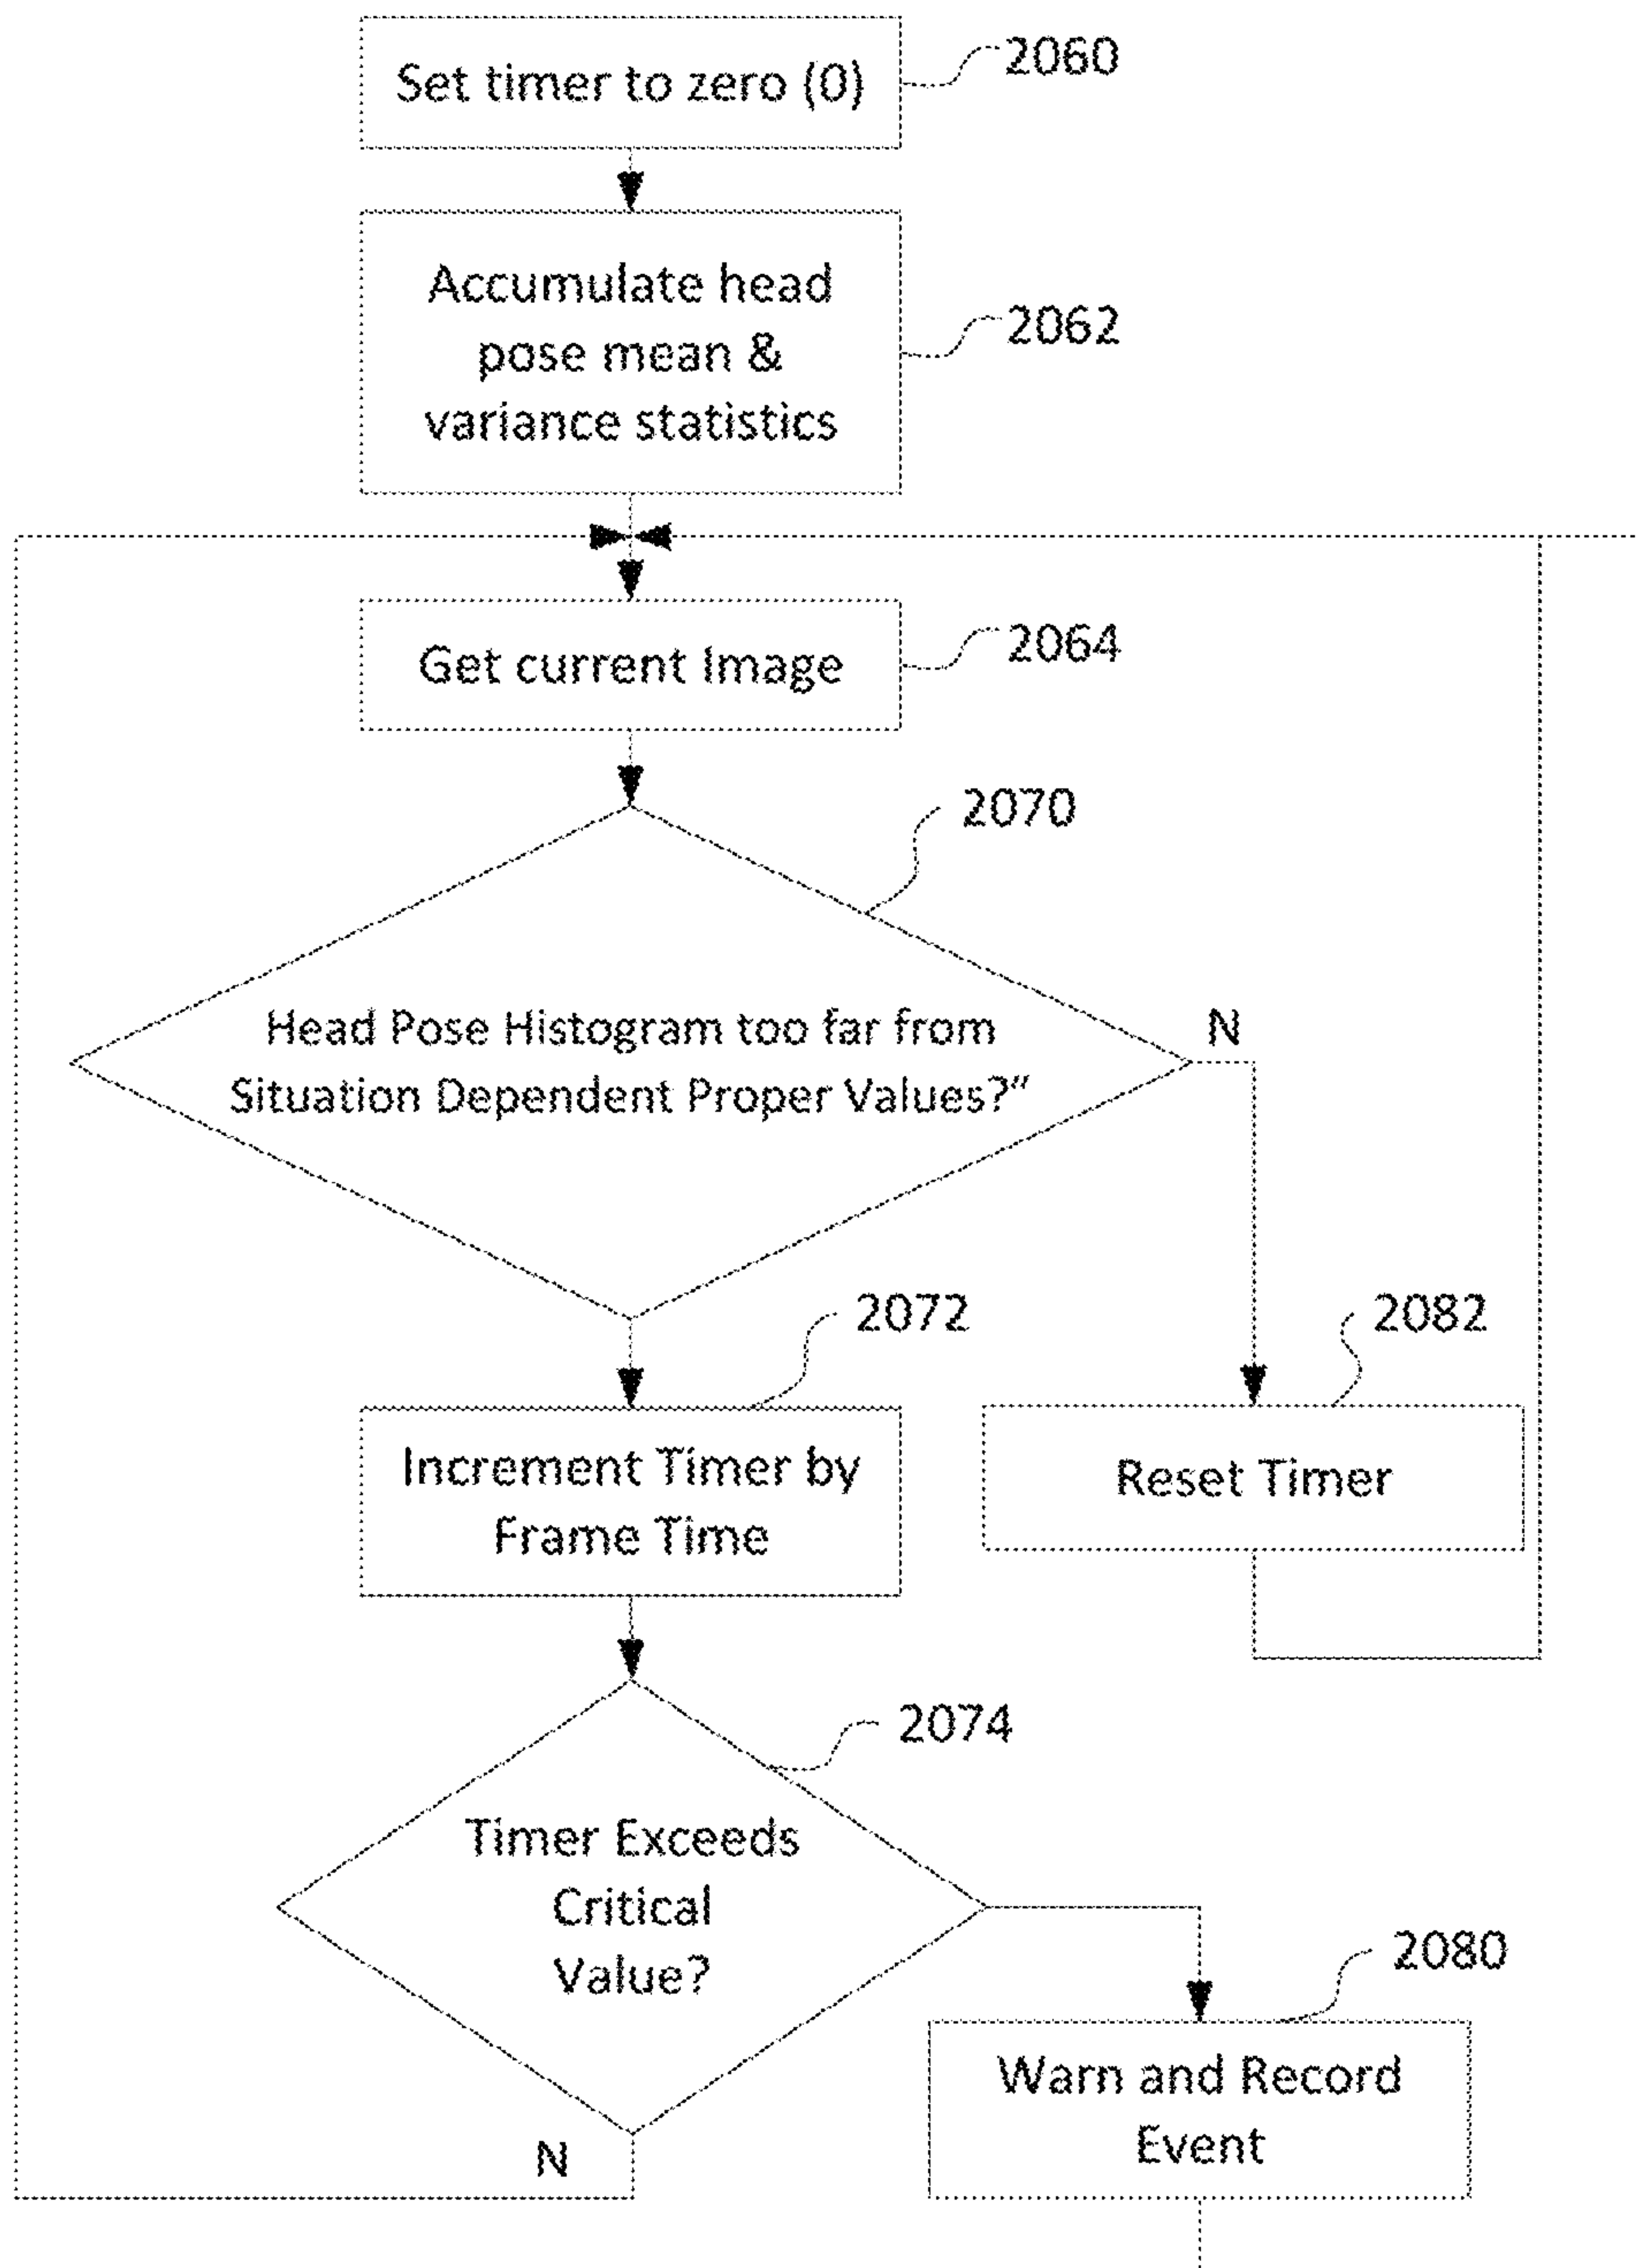 Set timer to zero (0)
2060
Accumulate head
pose mean &
variance statistics
2062
Get current Image
2064
2070
Head Pose Histogram too far from
Situation Dependent Proper Values?”
N
2072
2082
Increment Timer by
Frame Time
Reset Timer
2074
Timer Exceeds
Critical
Value?
2080
Warn and Record
Event
N